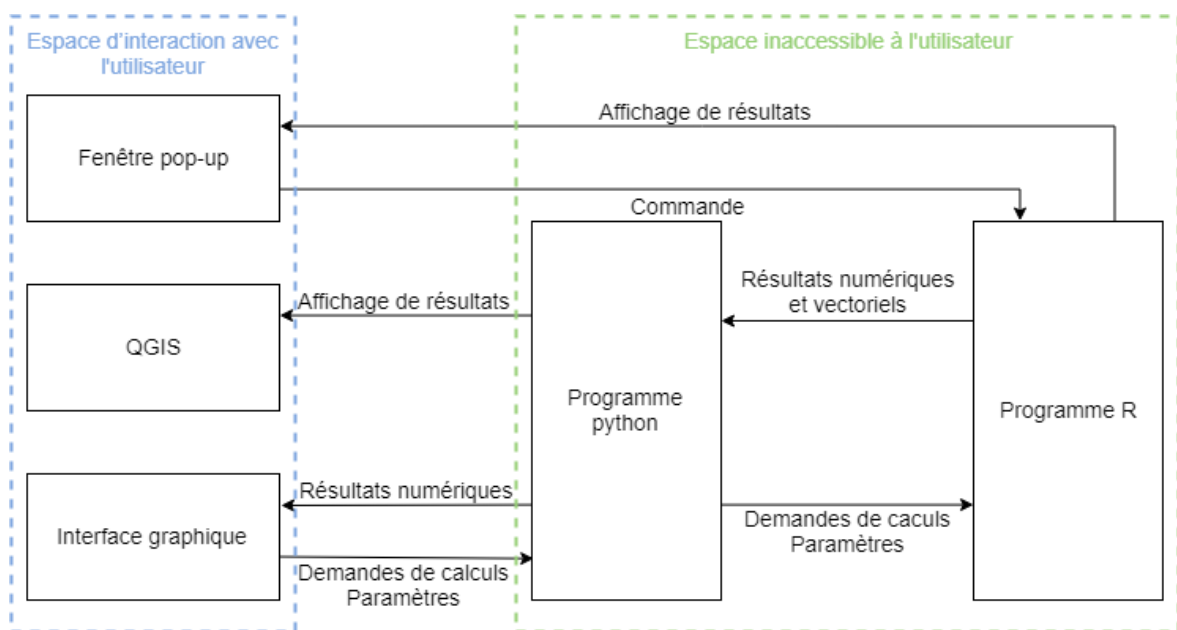 Espace d'interaction avec
l'utilisateur
Espace inaccessible à l'utilisateur
Affichage de résultats
Fenêtre pop-up
Commande
Résultats numériques
et vectoriels
Affichage de résultats
QGIS
Programme
python
Programme R
Résultats numériques
Interface graphique
Demandes de caculs
Paramètres
Demandes de calculs
Paramètres